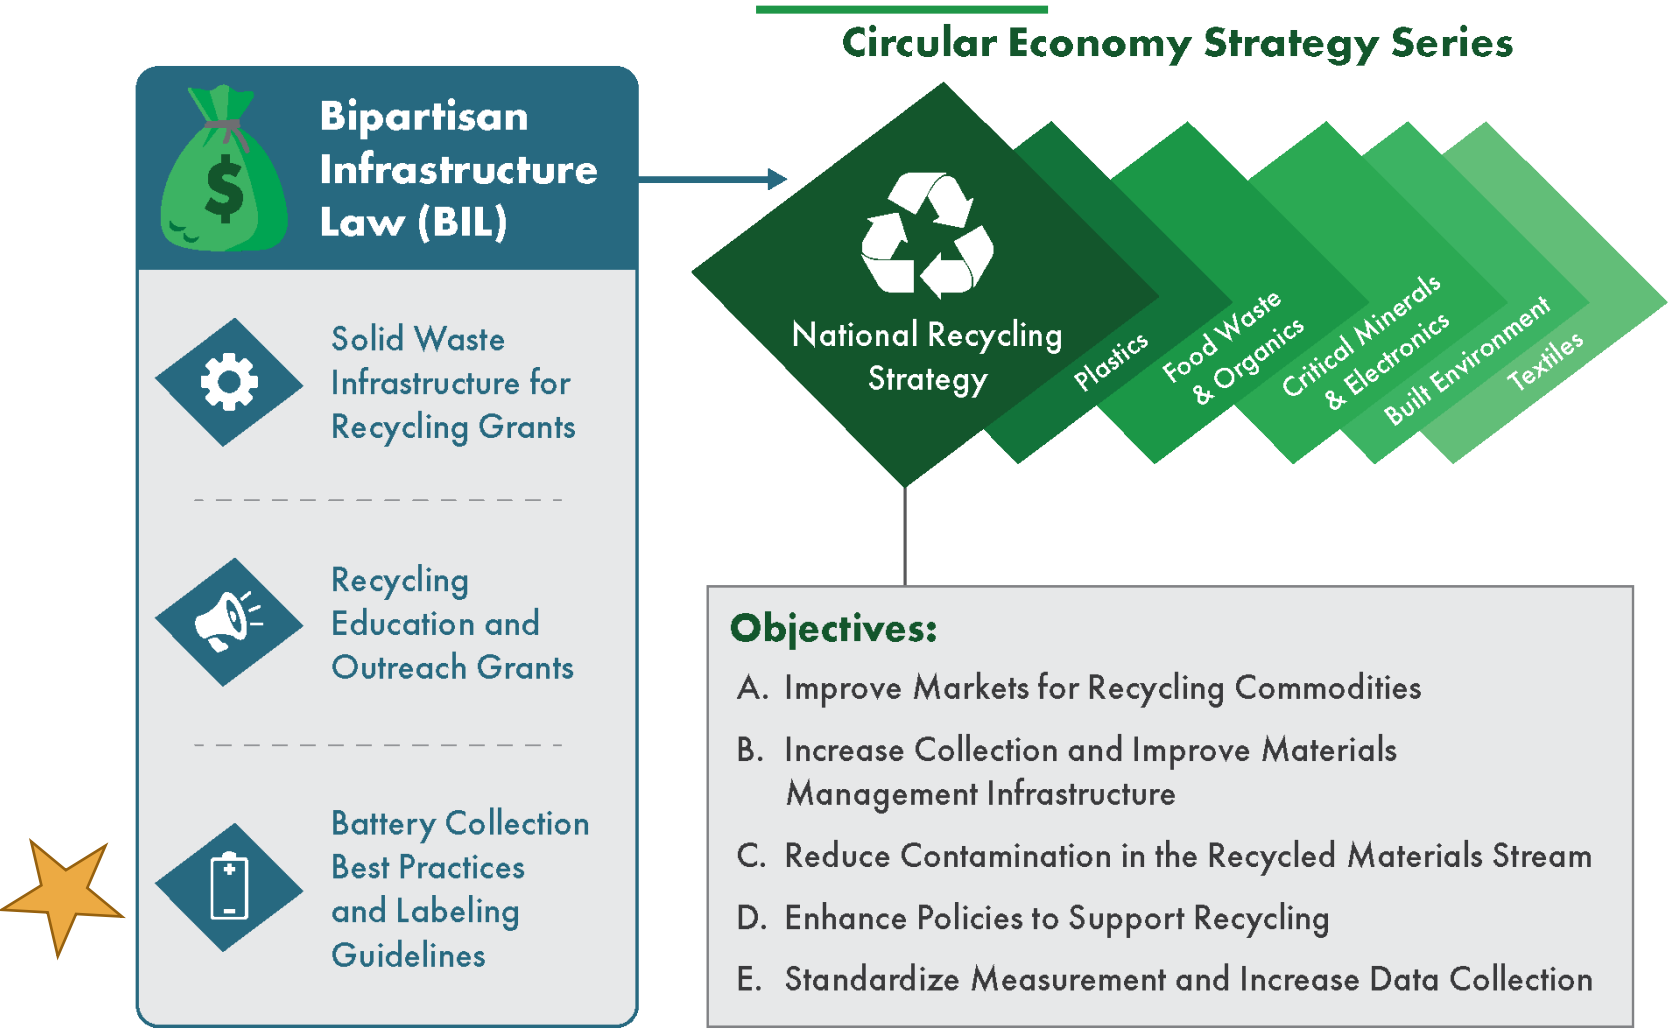 Circular Economy Strategy Series
Bipartisan
Infrastructure
Law (BIL)
$
Solid Waste
Infrastructure for
Recycling Grants
Recycling
Education and
Outreach Grants
Battery Collection
Best Practices
and Labeling
Guidelines
National Recycling
Strategy
Plastics
Food Waste
& Organics
Critical Minerals
& Electronics
Built Environment
Textiles
Objectives:
A. Improve Markets for Recycling Commodities
B. Increase Collection and Improve Materials
Management Infrastructure
C. Reduce Contamination in the Recycled Materials Stream
D. Enhance Policies to Support Recycling
E. Standardize Measurement and Increase Data Collection